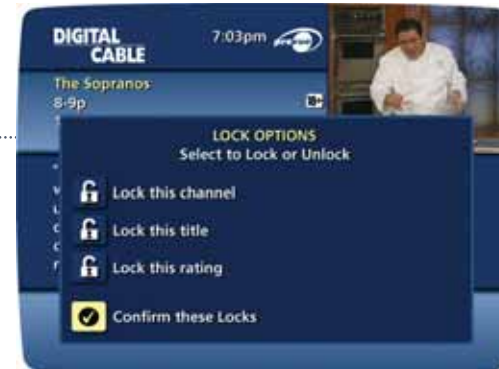 DIGITAL
CABLE
7:03pm
The Sopranos
8-9p
LOCK OPTIONS
Select to Lock or Unlock
Lock this channel
Lock this title
Lock this rating
Confirm these Locks